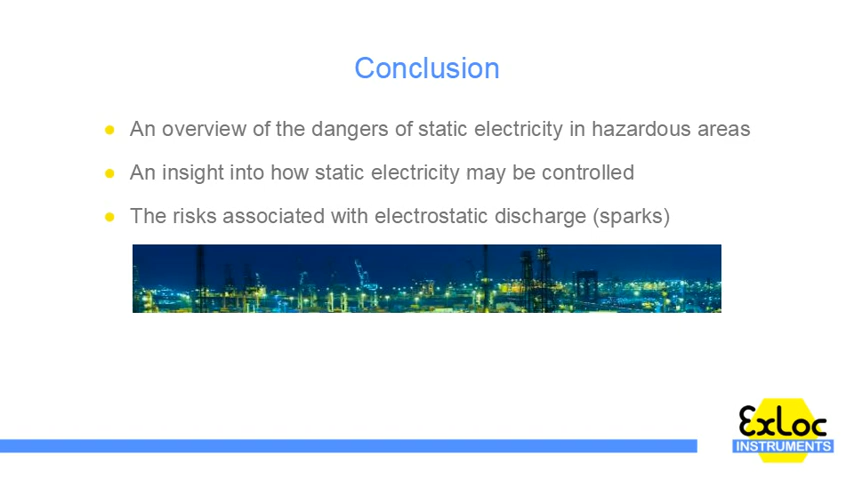 Conclusion
An overview of the dangers of static electricity in hazardous areas
An insight into how static electricity may be controlled
The risks associated with electrostatic discharge (sparks)
ExLoc
INSTRUMENTS